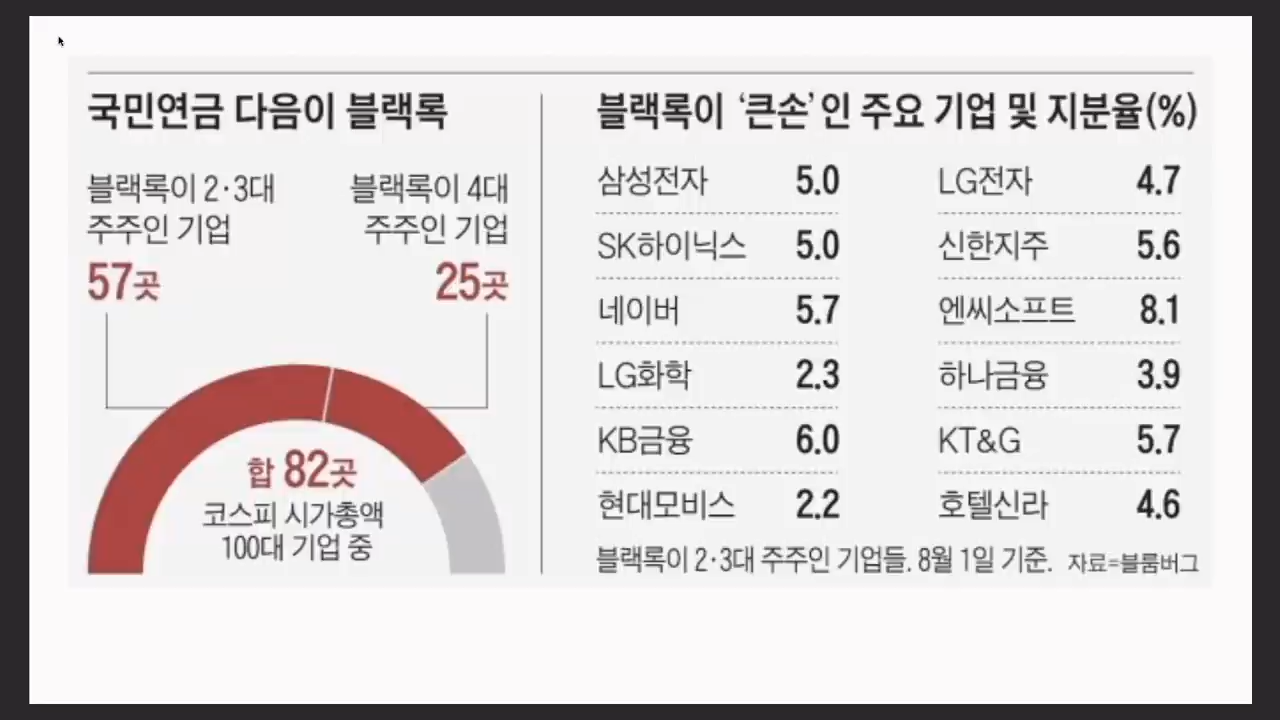 국민연금 다음이 블랙록
블랙록이 2·3대
주주인 기업
57곳
블랙록이 4대
주주인 기업
25곳
합 82곳
코스피 시가총액
100대 기업 중
블랙록이 ‘큰손’인 주요 기업 및 지분율(%)
삼성전자 5.0
SK하이닉스 5.0
네이버 5.7
LG화학 2.3
KB금융 6.0
현대모비스 2.2
LG전자 4.7
신한지주 5.6
엔씨소프트 8.1
하나금융 3.9
KT&G 5.7
호텔신라 4.6
블랙록이 2·3대 주주인 기업들. 8월 1일 기준. 자료=블룸버그